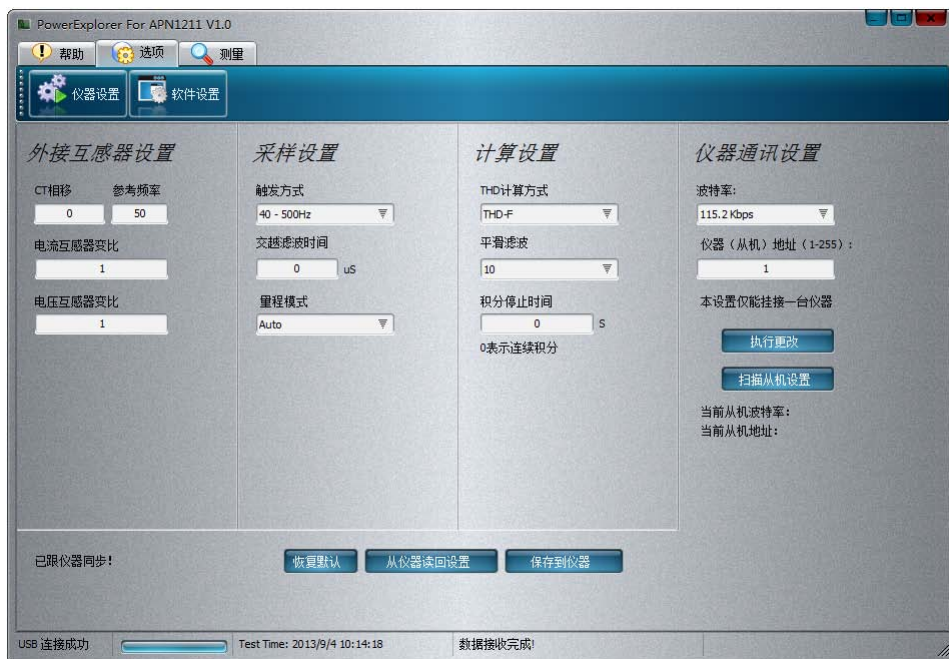 PowerExplorer For APN1211 V1.0
帮助 选项 测量
仪器设置 软件设置
外接互感器设置
CT相移 参考频率
0 50
电流互感器变比
1
电压互感器变比
1
采样设置
触发方式
40 - 500Hz
交越滤波时间
0 uS
量程模式
Auto
计算设置
THD计算方式
THD-F
平滑滤波
10
积分停止时间
0 S
0表示连续积分
仪器通讯设置
波特率:
115.2 Kbps
仪器（从机）地址（1-255）:
1
本设置仅能挂接一台仪器
执行更改
扫描从机设置
当前从机波特率:
当前从机地址:
已跟仪器同步!
恢复默认 从仪器读回设置 保存到仪器
USB 连接成功 Test Time: 2013/9/4 10:14:18 数据接收完成!